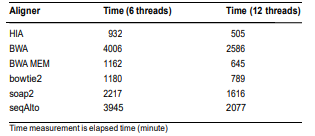 Aligner Time (6 threads) Time (12 threads)
HIA 932 505
BWA 4006 2586
BWA MEM 1162 645
bowtie2 1180 789
soap2 2217 1616
seqAlto 3945 2077
Time measurement is elapsed time (minute)